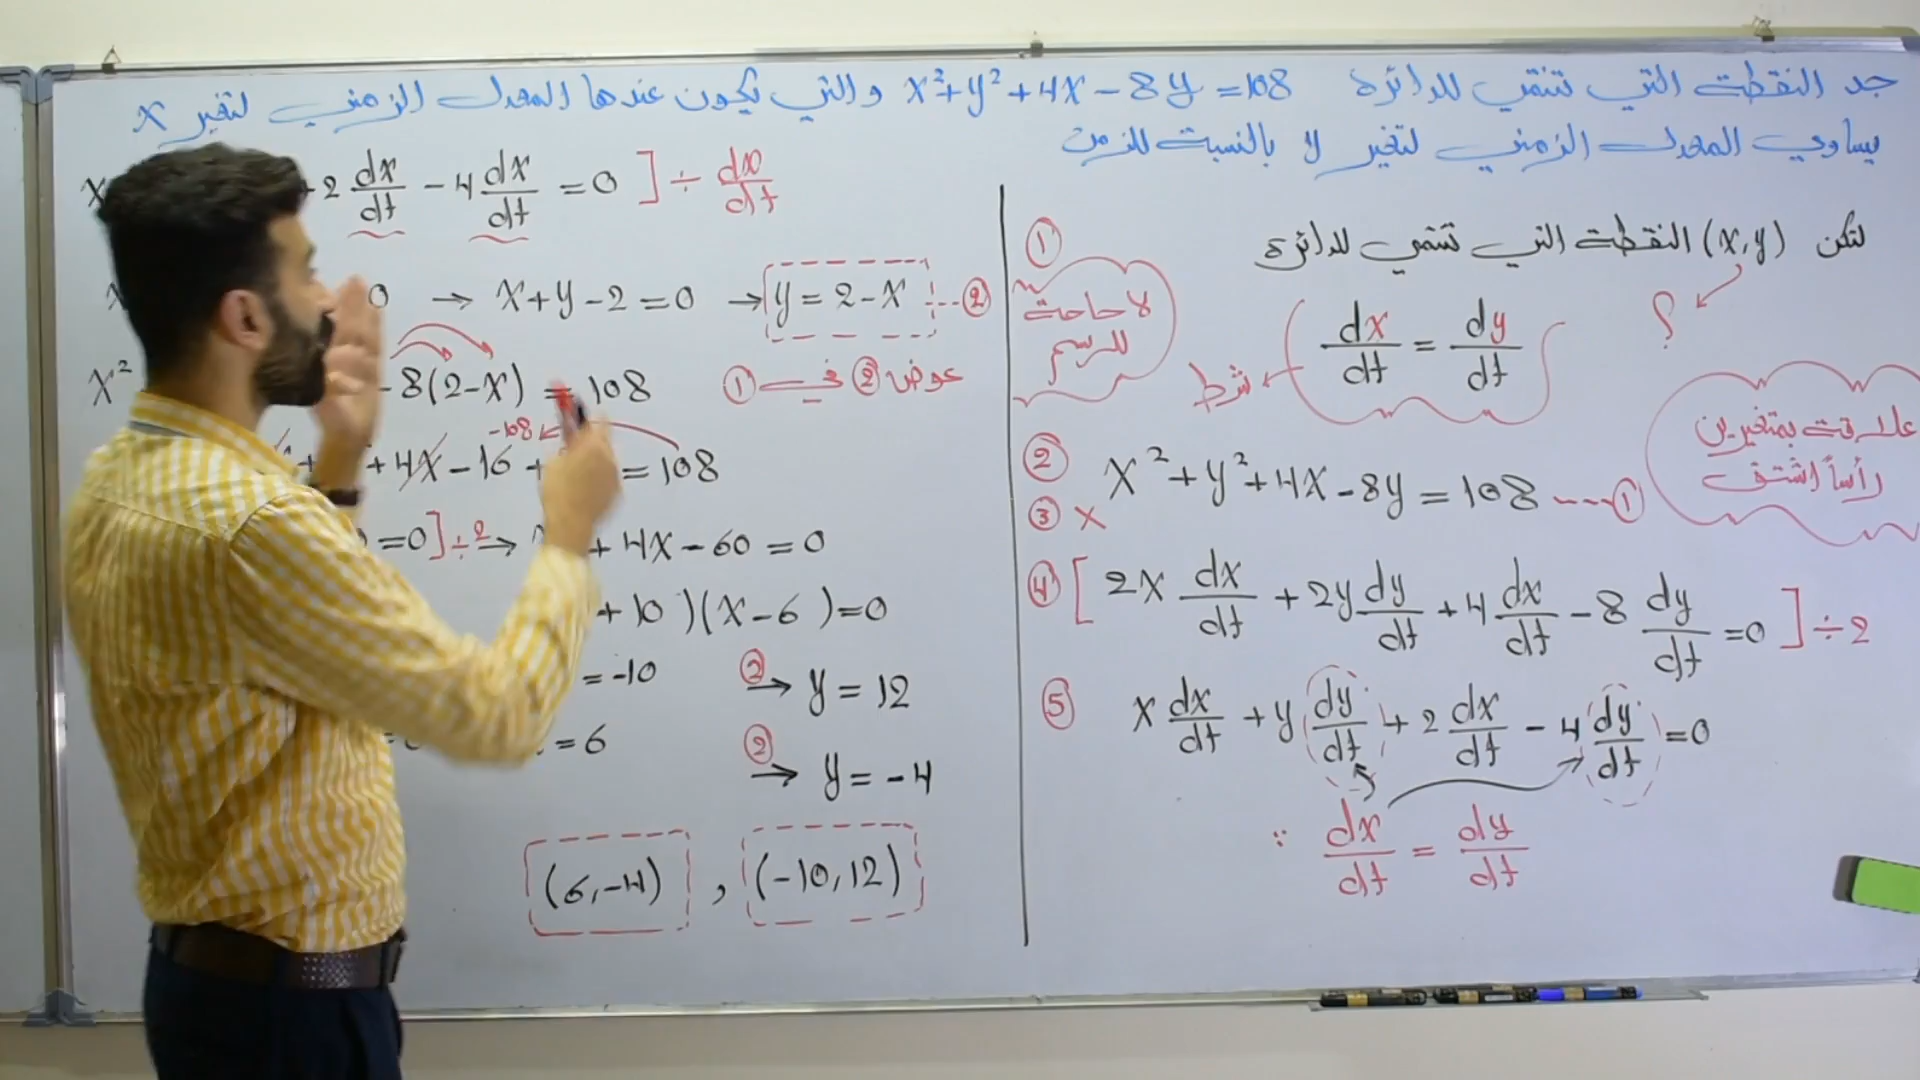 جد النقطة التي تنتمي للدائرة x²+y²+4x-8y=108 والتي يكون عندها المعدل الزمني لتغير x
يساوي المعدل الزمني لتغير y بالنسبة للزمن
① لتكن (x,y) النقطة التي تنتمي للدائرة
؟
لا حاجة
للرسم
شرط dx/dt = dy/dt
علاقة بمتغيرين
رأساً اشتق
② x²+y²+4x-8y=108 ----①
③ x
④ [2x dx/dt + 2y dy/dt + 4 dx/dt - 8 dy/dt =0] ÷2
⑤ x dx/dt + y dy/dt + 2 dx/dt - 4 dy/dt =0
∵ dx/dt = dy/dt
x +2 dx/dt - 4 dx/dt = 0] ÷ dx/dt
0 → x+y-2=0 → y=2-x ---②
x² -8(2-x) = 108 عوض ② في ①
-108
+4x-16 + =108
=0]÷2 → +4x-60=0
+10)(x-6)=0
=-10 ②→ y=12
=6 ②→ y=-4
(6,-4) , (-10,12)